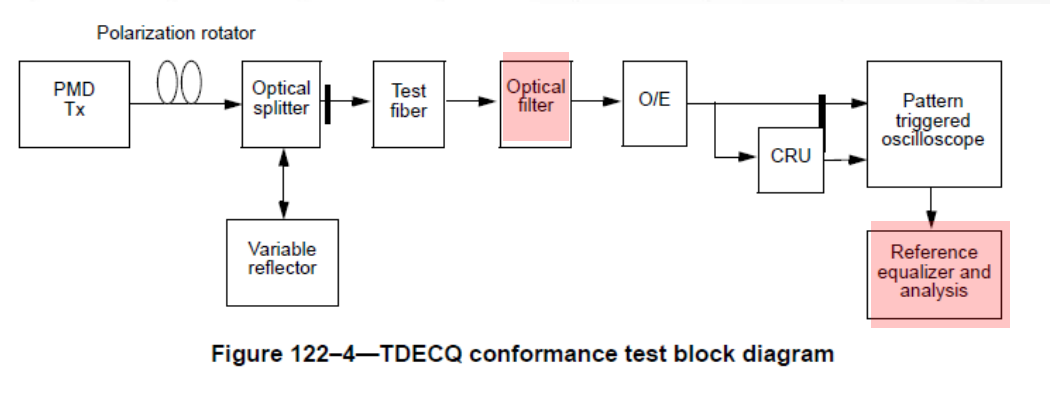 Polarization rotator
PMD
Tx
Optical
splitter
Test
fiber
Optical
filter
O/E
Pattern
triggered
oscilloscope
CRU
Variable
reflector
Reference
equalizer and
analysis
Figure 122–4—TDECQ conformance test block diagram